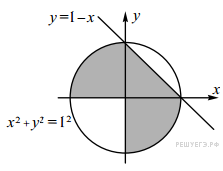 y = 1 − x
y
x
x² + y² = 1²
РЕШУЕГЭ.РФ